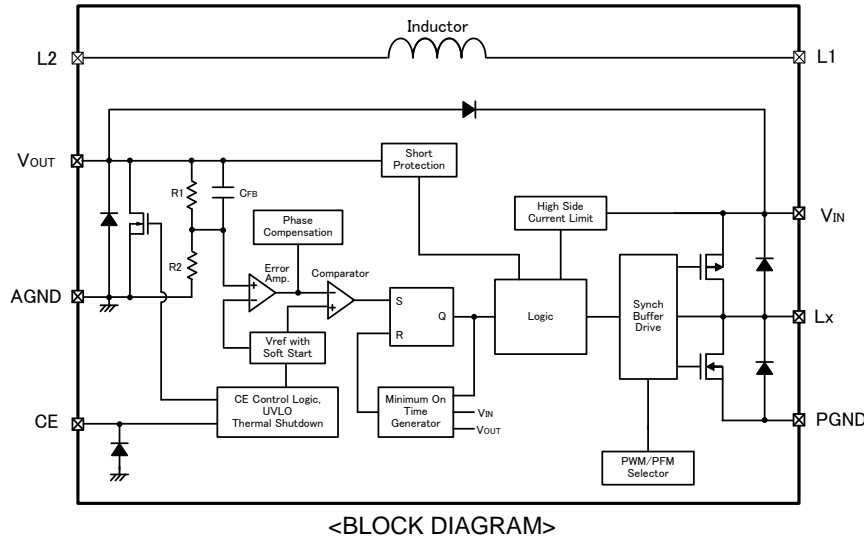 Inductor
L2
L1
VOUT
Short
Protection
R1
CFB
Phase
Compensation
High Side
Current Limit
VIN
R2
Error
Amp.
Comparator
AGND
S
Q
R
Logic
Synch
Buffer
Drive
Lx
Vref with
Soft Start
CE Control Logic,
UVLO
Thermal Shutdown
Minimum On
Time
Generator
VIN
VOUT
CE
PGND
PWM/PFM
Selector
<BLOCK DIAGRAM>